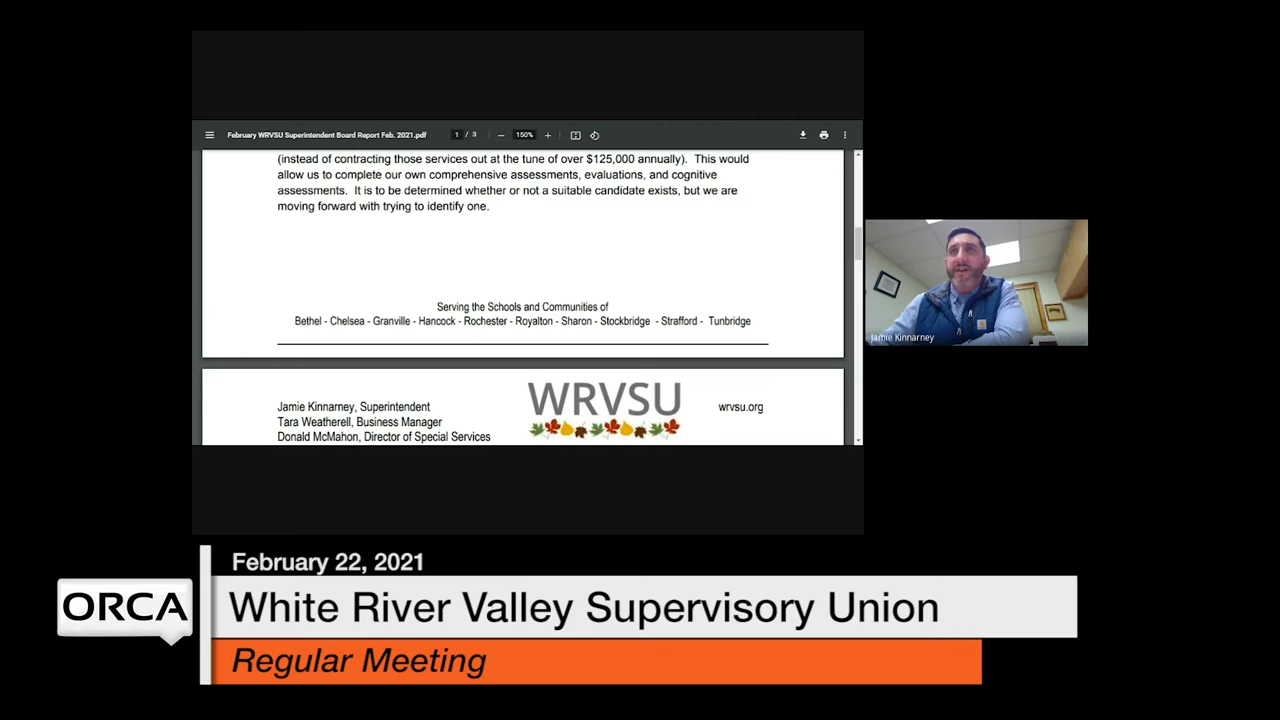 February WRVSU Superintendent Board Report Feb. 2021.pdf
1 / 3
150%
(instead of contracting those services out at the tune of over $125,000 annually). This would
allow us to complete our own comprehensive assessments, evaluations, and cognitive
assessments. It is to be determined whether or not a suitable candidate exists, but we are
moving forward with trying to identify one.
Serving the Schools and Communities of
Bethel - Chelsea - Granville - Hancock - Rochester - Royalton - Sharon - Stockbridge - Strafford - Tunbridge
Jamie Kinnarney, Superintendent
Tara Weatherell, Business Manager
Donald McMahon, Director of Special Services
WRVSU
wrvsu.org
Jamie Kinnarney
February 22, 2021
ORCA
White River Valley Supervisory Union
Regular Meeting